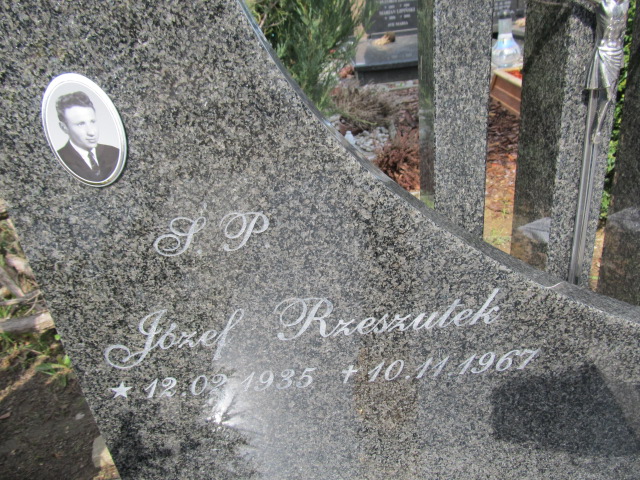 Ś P
Józef Rzeszutek
★ 12.02.1935 ✝ 10.11.1967